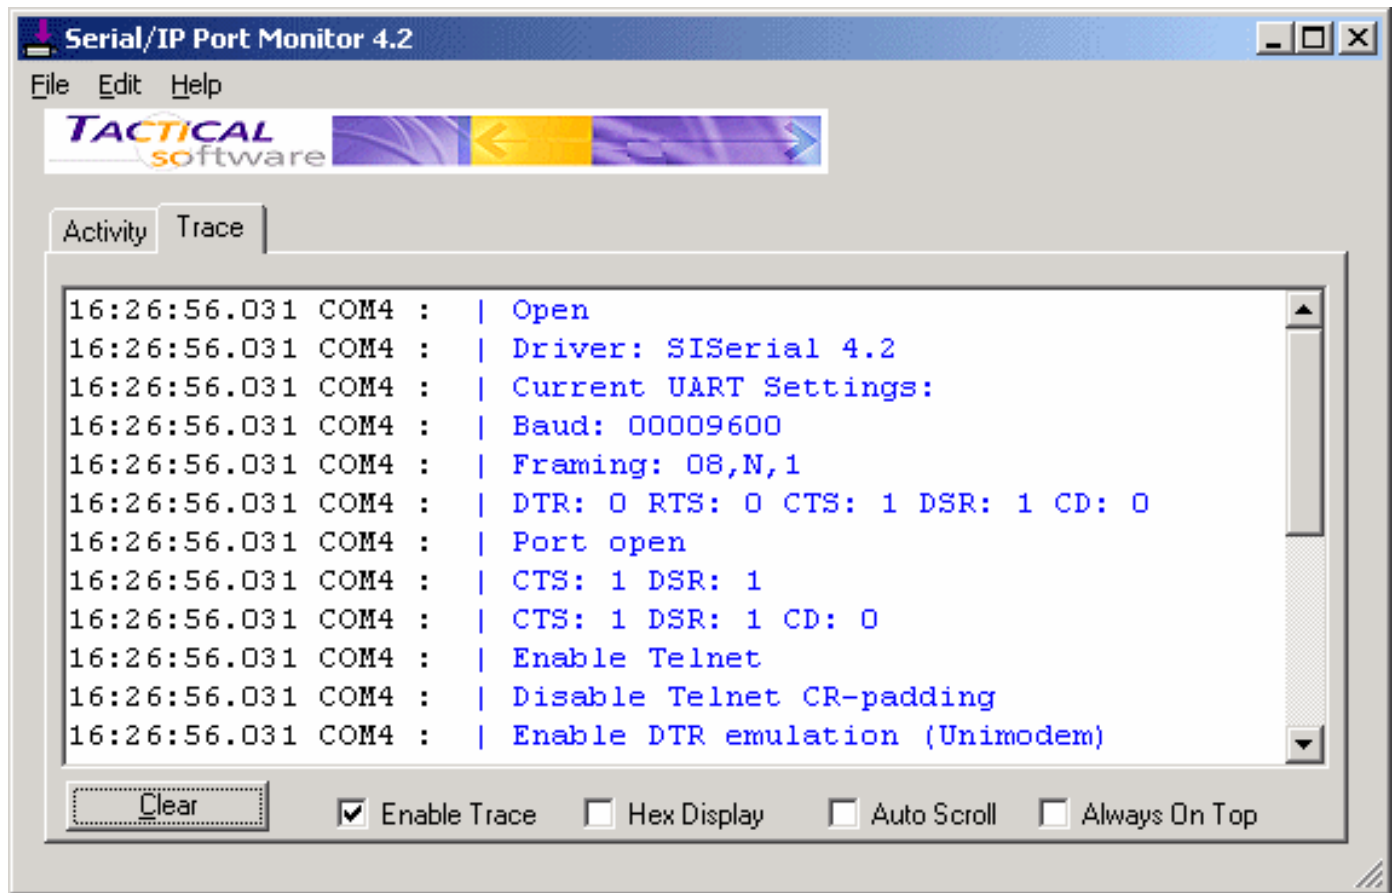 Serial/IP Port Monitor 4.2
File Edit Help
TACTICAL
software
Activity Trace
16:26:56.031 COM4 : | Open
16:26:56.031 COM4 : | Driver: SISerial 4.2
16:26:56.031 COM4 : | Current UART Settings:
16:26:56.031 COM4 : | Baud: 00009600
16:26:56.031 COM4 : | Framing: 08,N,1
16:26:56.031 COM4 : | DTR: 0 RTS: 0 CTS: 1 DSR: 1 CD: 0
16:26:56.031 COM4 : | Port open
16:26:56.031 COM4 : | CTS: 1 DSR: 1
16:26:56.031 COM4 : | CTS: 1 DSR: 1 CD: 0
16:26:56.031 COM4 : | Enable Telnet
16:26:56.031 COM4 : | Disable Telnet CR-padding
16:26:56.031 COM4 : | Enable DTR emulation (Unimodem)
Clear Enable Trace Hex Display Auto Scroll Always On Top